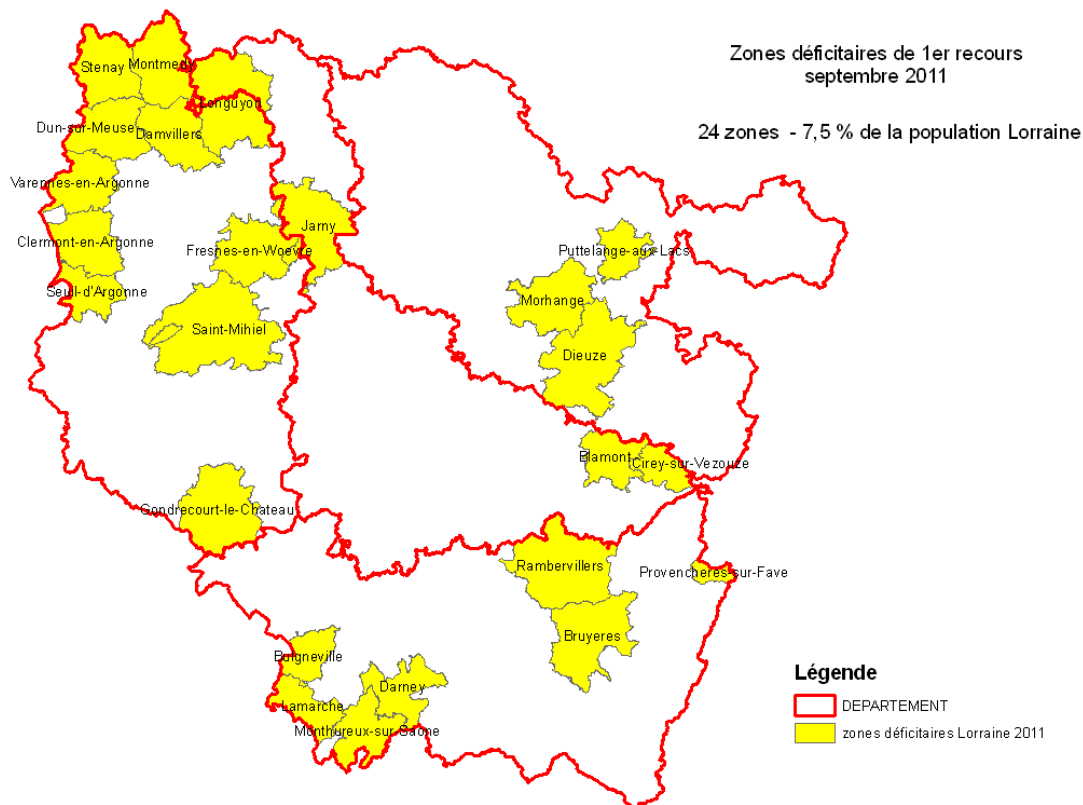 Zones déficitaires de 1er recours
septembre 2011
24 zones - 7,5 % de la population Lorraine
Stenay
Montmedy
Longuyon
Dun-sur-Meuse
Damvillers
Varennes-en-Argonne
Clermont-en-Argonne
Fresnes-en-Woevre
Jarny
Seuil-d'Argonne
Saint-Mihiel
Puttelange-aux-Lacs
Morhange
Dieuze
Blamont
Cirey-sur-Vezouze
Gondrecourt-le-Chateau
Rambervillers
Provencheres-sur-Fave
Bruyeres
Bulgneville
Darney
Lamarche
Monthureux-sur-Saone
Légende
DEPARTEMENT
zones déficitaires Lorraine 2011